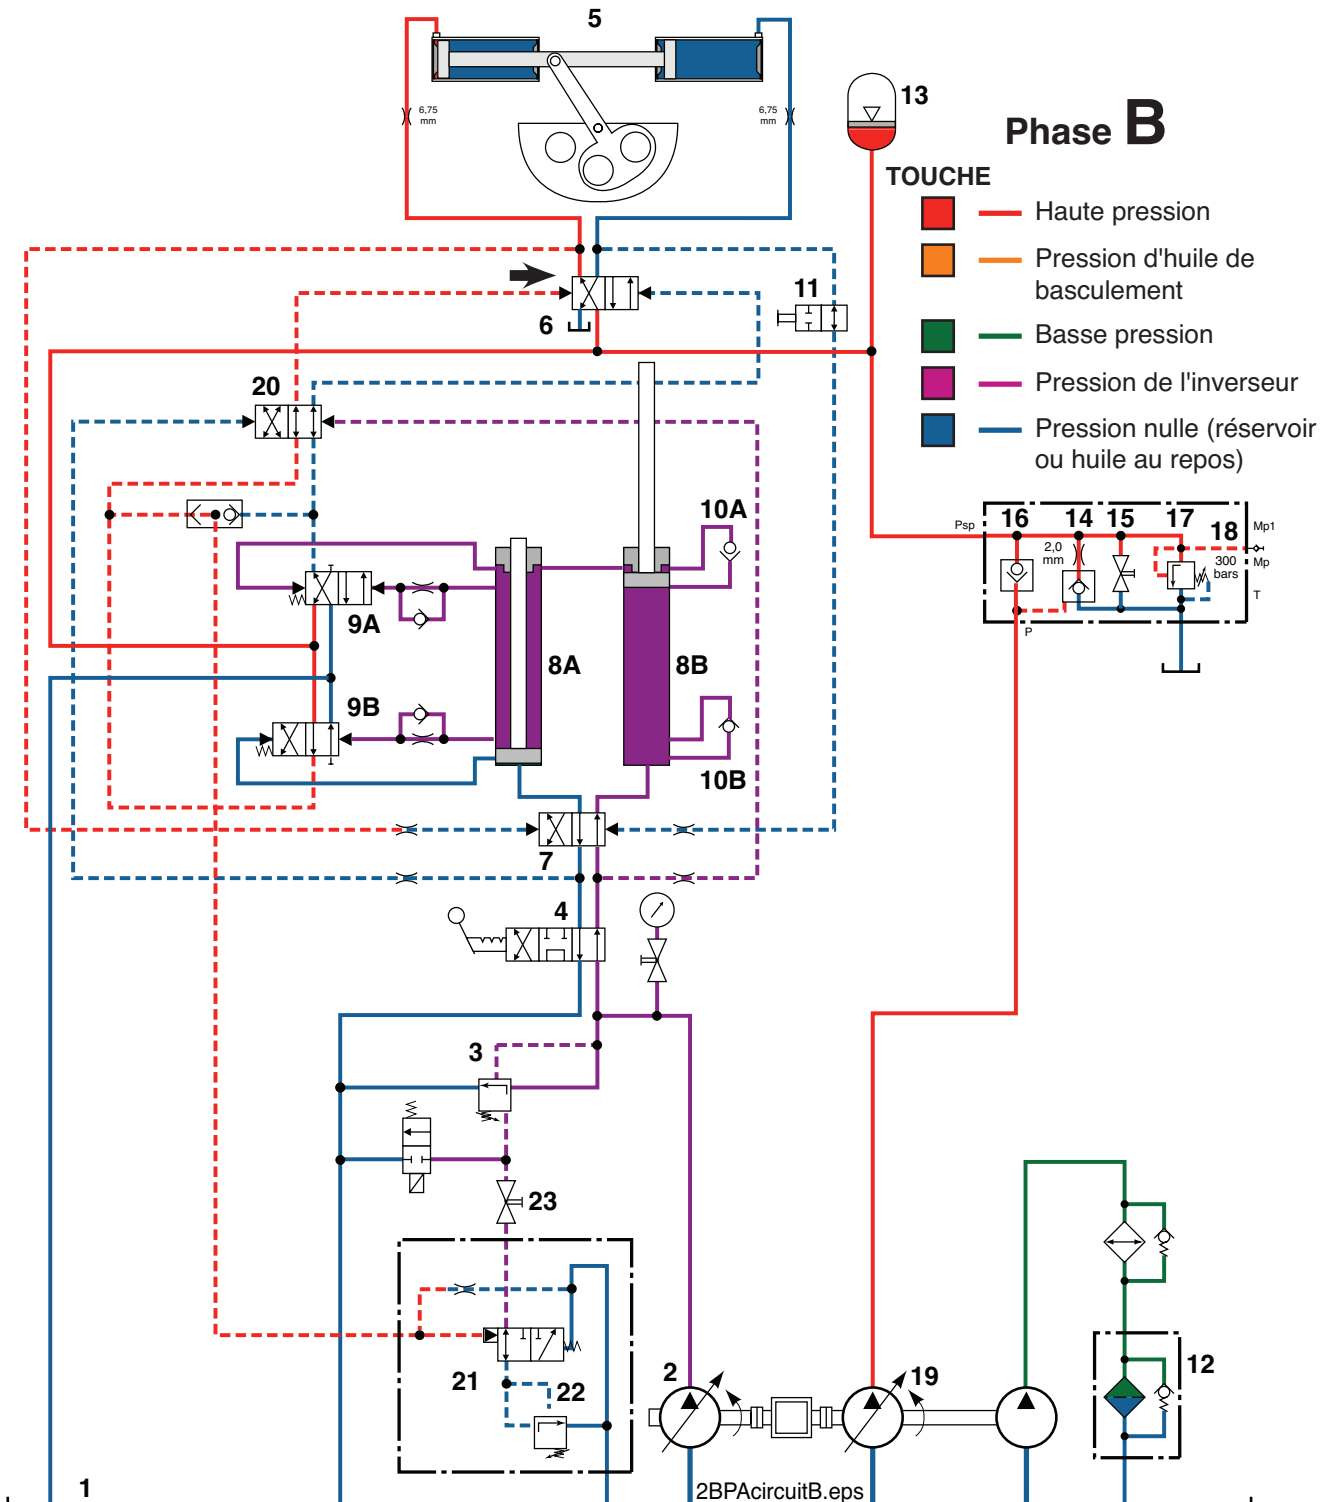 5
6,75
mm
6,75
mm
13
Phase B
TOUCHE
Haute pression
Pression d'huile de
basculement
Basse pression
Pression de l'inverseur
Pression nulle (réservoir
ou huile au repos)
11
6
20
10A
Psp
16
14
15
17
18
Mp1
Mp
2,0
mm
300
bars
T
P
9A
8A
8B
9B
10B
7
4
3
23
21
22
2
19
12
1
2BPAcircuitB.eps